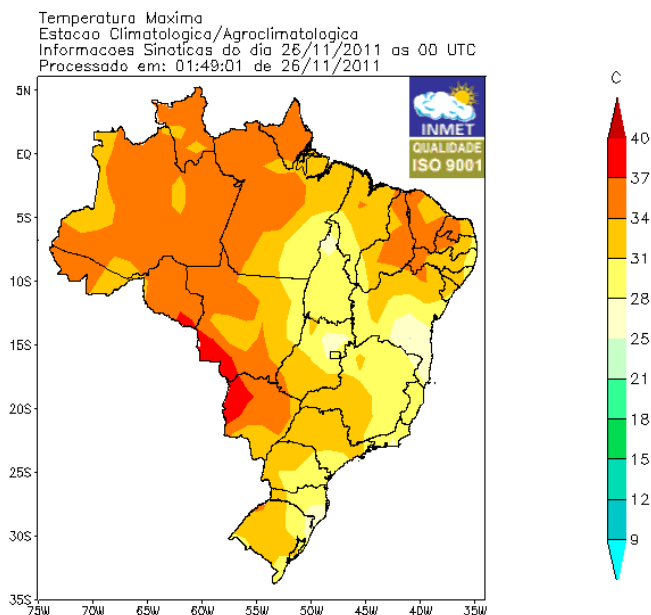 Temperatura Maxima
Estacao Climatologica/Agroclimatologica
Informacoes Sinoticas do dia 26/11/2011 as 00 UTC
Processado em: 01:49:01 de 26/11/2011
INMET
QUALIDADE
ISO 9001
5N
EQ
5S
10S
15S
20S
25S
30S
35S
75W 70W 65W 60W 55W 50W 45W 40W 35W
C
40
37
34
31
28
25
21
18
15
12
9